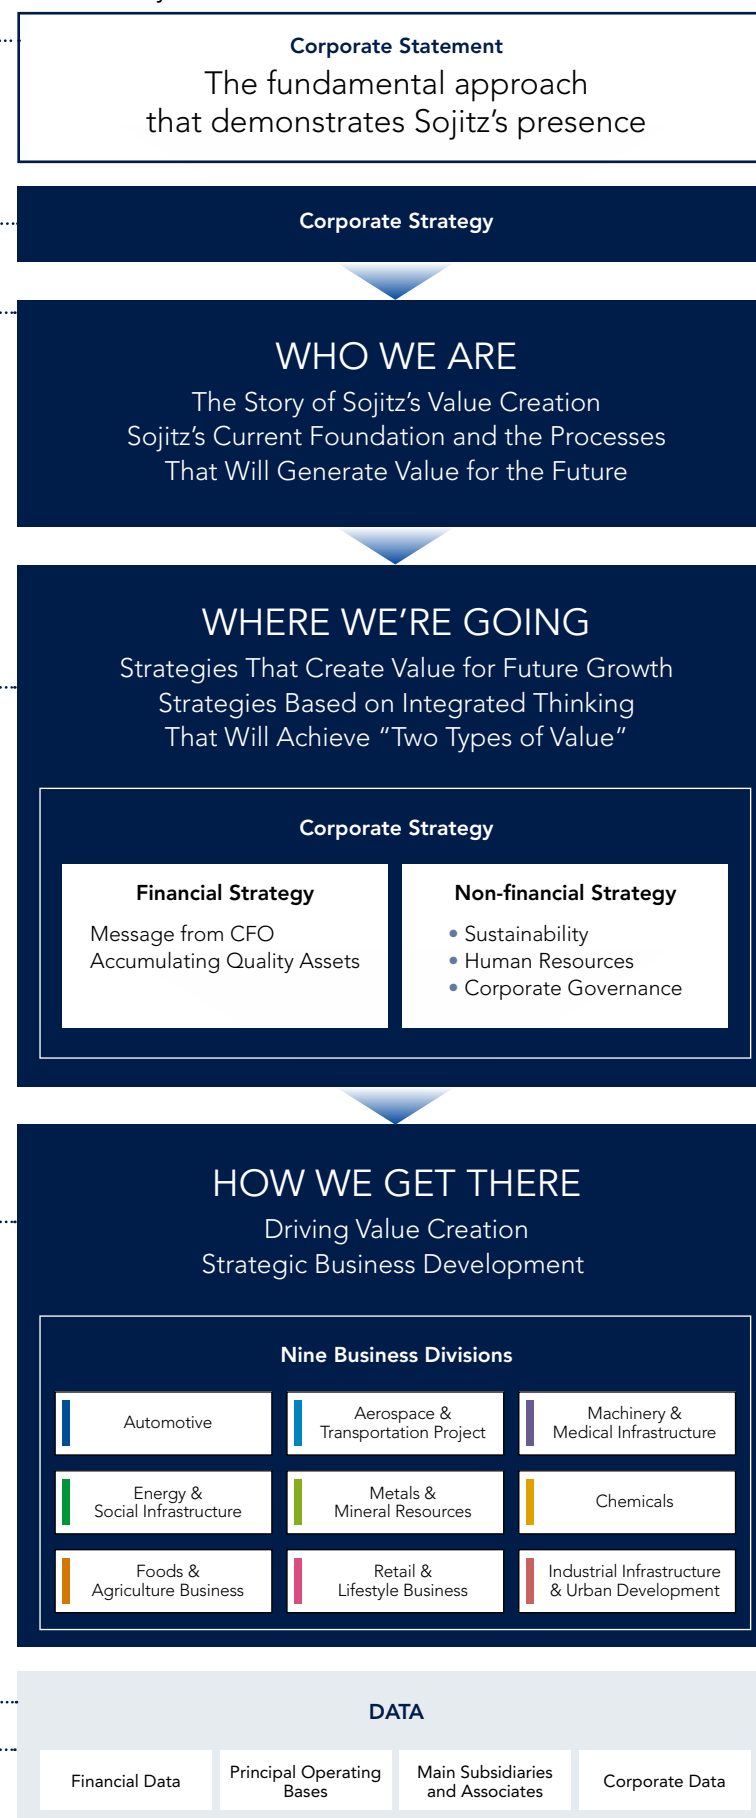 Corporate Statement
The fundamental approach
that demonstrates Sojitz's presence
Corporate Strategy
WHO WE ARE
The Story of Sojitz's Value Creation
Sojitz's Current Foundation and the Processes
That Will Generate Value for the Future
WHERE WE'RE GOING
Strategies That Create Value for Future Growth
Strategies Based on Integrated Thinking
That Will Achieve “Two Types of Value”
Corporate Strategy
Financial Strategy
Message from CFO
Accumulating Quality Assets
Non-financial Strategy
• Sustainability
• Human Resources
• Corporate Governance
HOW WE GET THERE
Driving Value Creation
Strategic Business Development
Nine Business Divisions
Automotive
Aerospace &
Transportation Project
Machinery &
Medical Infrastructure
Energy &
Social Infrastructure
Metals &
Mineral Resources
Chemicals
Foods &
Agriculture Business
Retail &
Lifestyle Business
Industrial Infrastructure
& Urban Development
DATA
Financial Data
Principal Operating
Bases
Main Subsidiaries
and Associates
Corporate Data